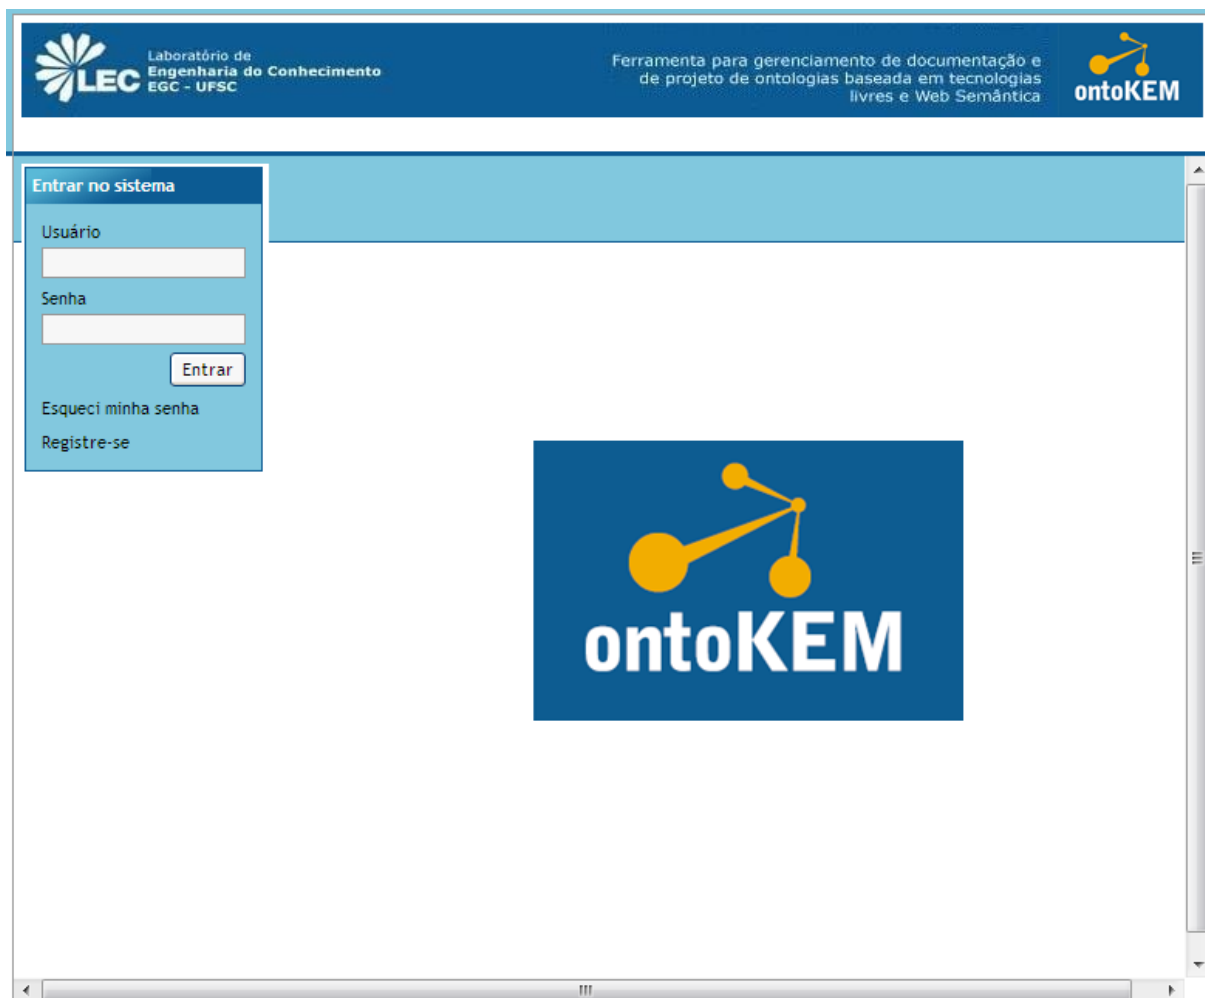 LEC
Laboratório de
Engenharia do Conhecimento
EGC - UFSC
Ferramenta para gerenciamento de documentação e
de projeto de ontologias baseada em tecnologias
livres e Web Semântica
ontoKEM
Entrar no sistema
Usuário
Senha
Entrar
Esqueci minha senha
Registre-se
ontoKEM